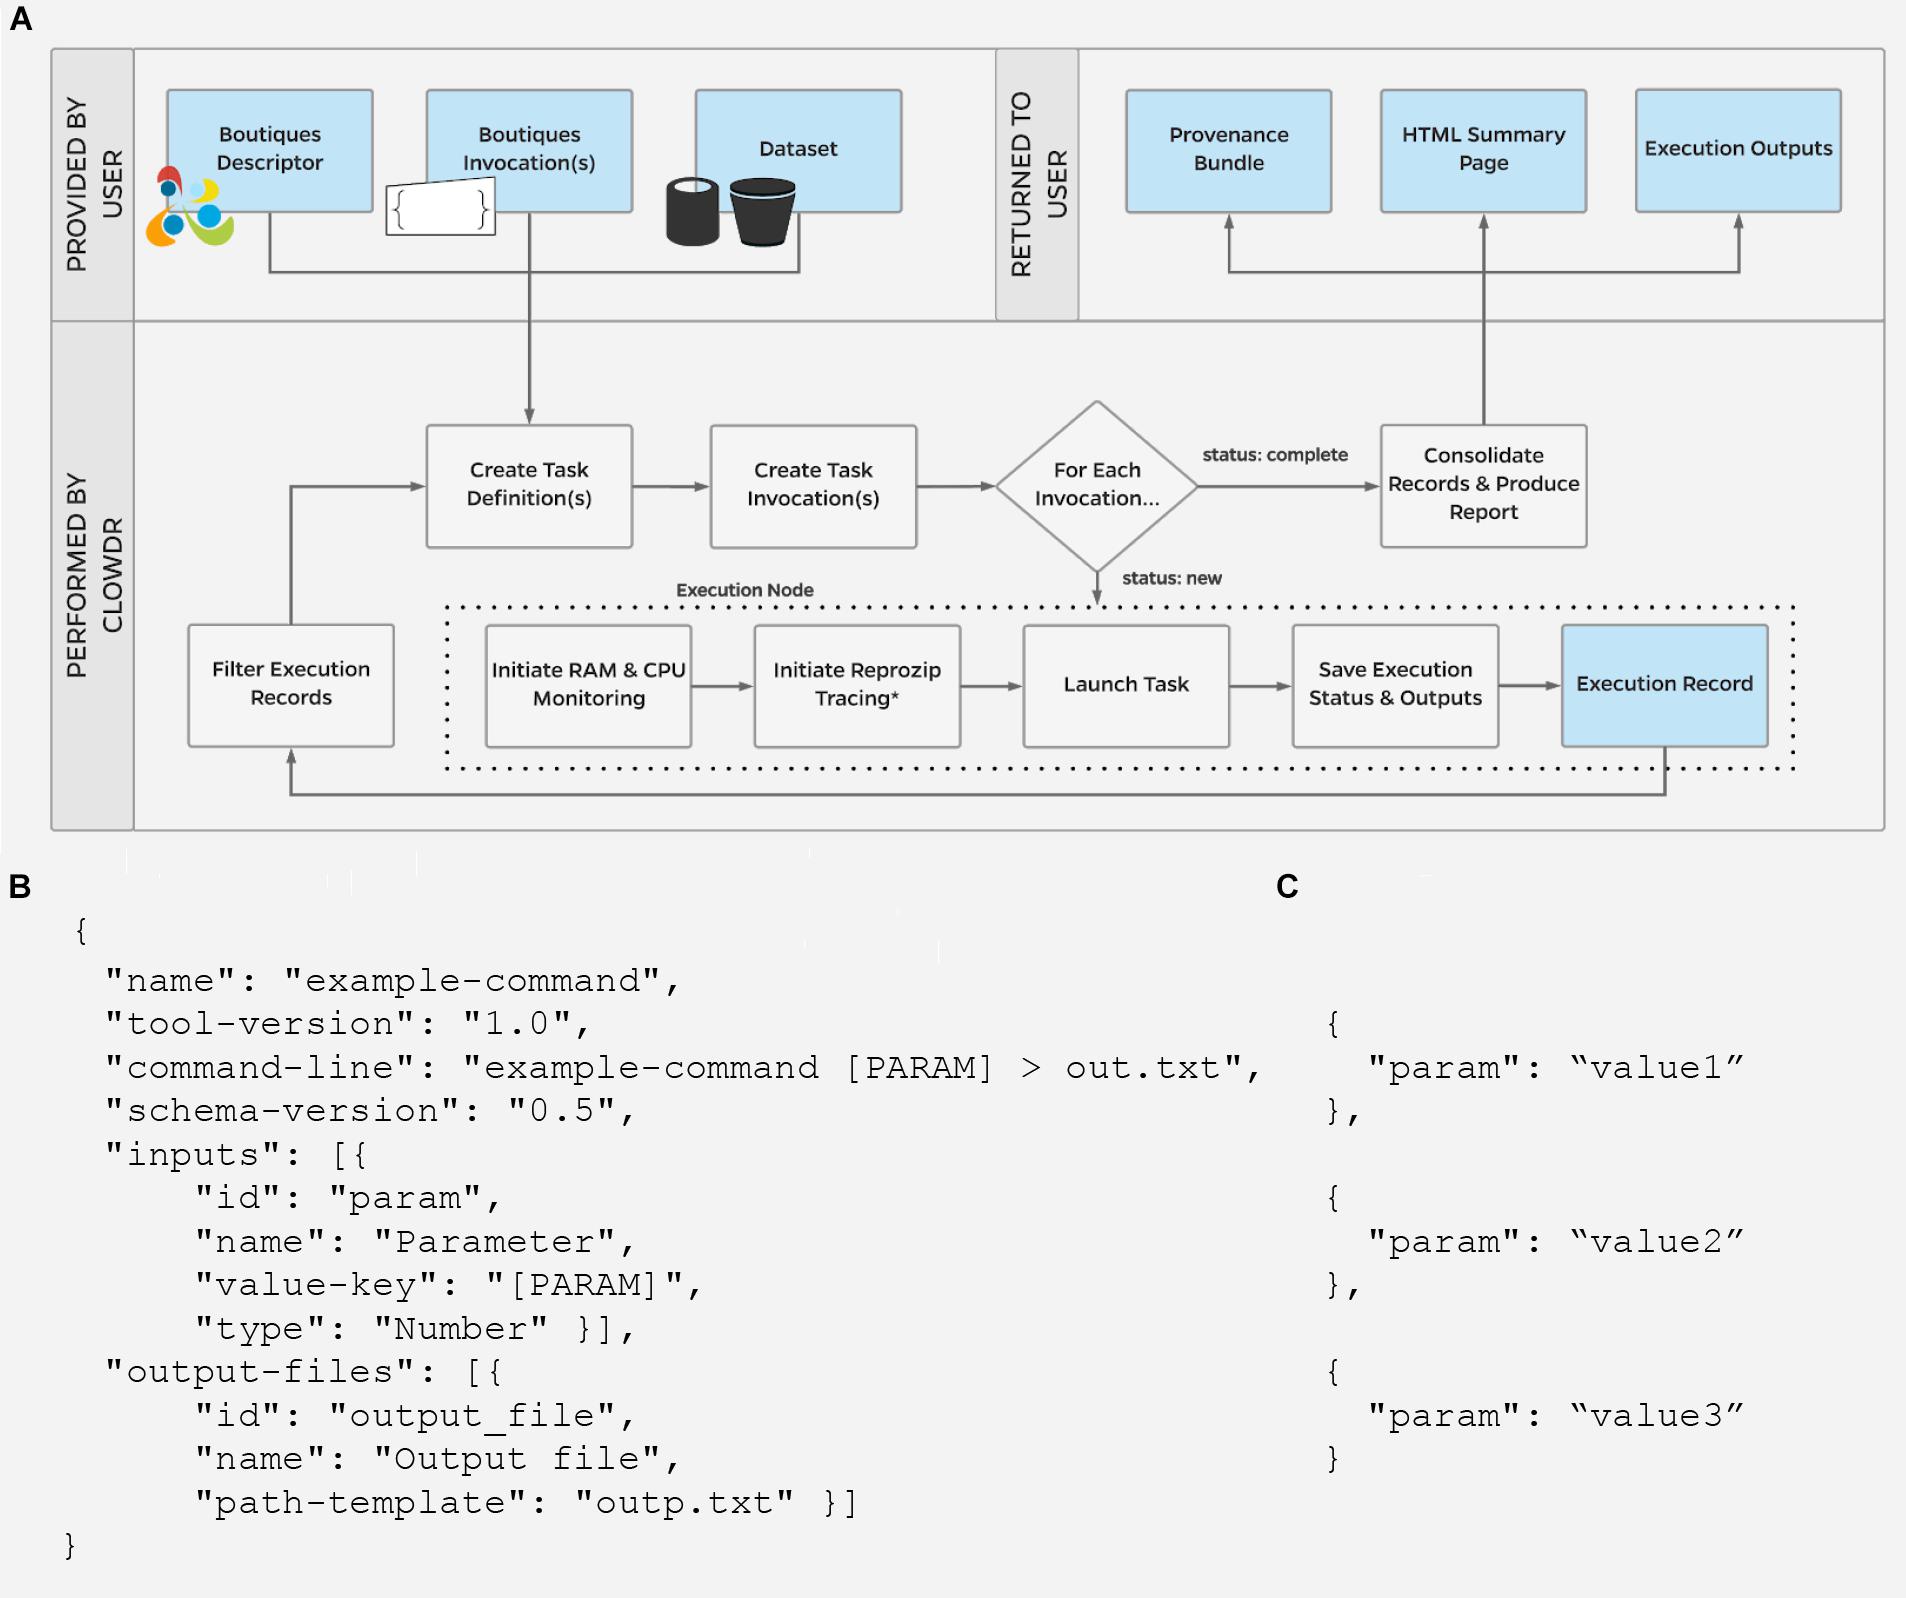 A
PROVIDED BY
USER
Boutiques
Descriptor
Boutiques
Invocation(s)
{ }
Dataset
RETURNED TO
USER
Provenance
Bundle
HTML Summary
Page
Execution Outputs
PERFORMED BY
CLOWDR
Create Task
Definition(s)
Create Task
Invocation(s)
For Each
Invocation...
status: complete
Consolidate
Records & Produce
Report
status: new
Execution Node
Filter Execution
Records
Initiate RAM & CPU
Monitoring
Initiate Reprozip
Tracing*
Launch Task
Save Execution
Status & Outputs
Execution Record
B
{
"name": "example-command",
"tool-version": "1.0",
"command-line": "example-command [PARAM] > out.txt",
"schema-version": "0.5",
"inputs": [{
"id": "param",
"name": "Parameter",
"value-key": "[PARAM]",
"type": "Number" }],
"output-files": [{
"id": "output_file",
"name": "Output file",
"path-template": "outp.txt" }]
}
C
{
"param": “value1”
},
{
"param": “value2”
},
{
"param": “value3”
}